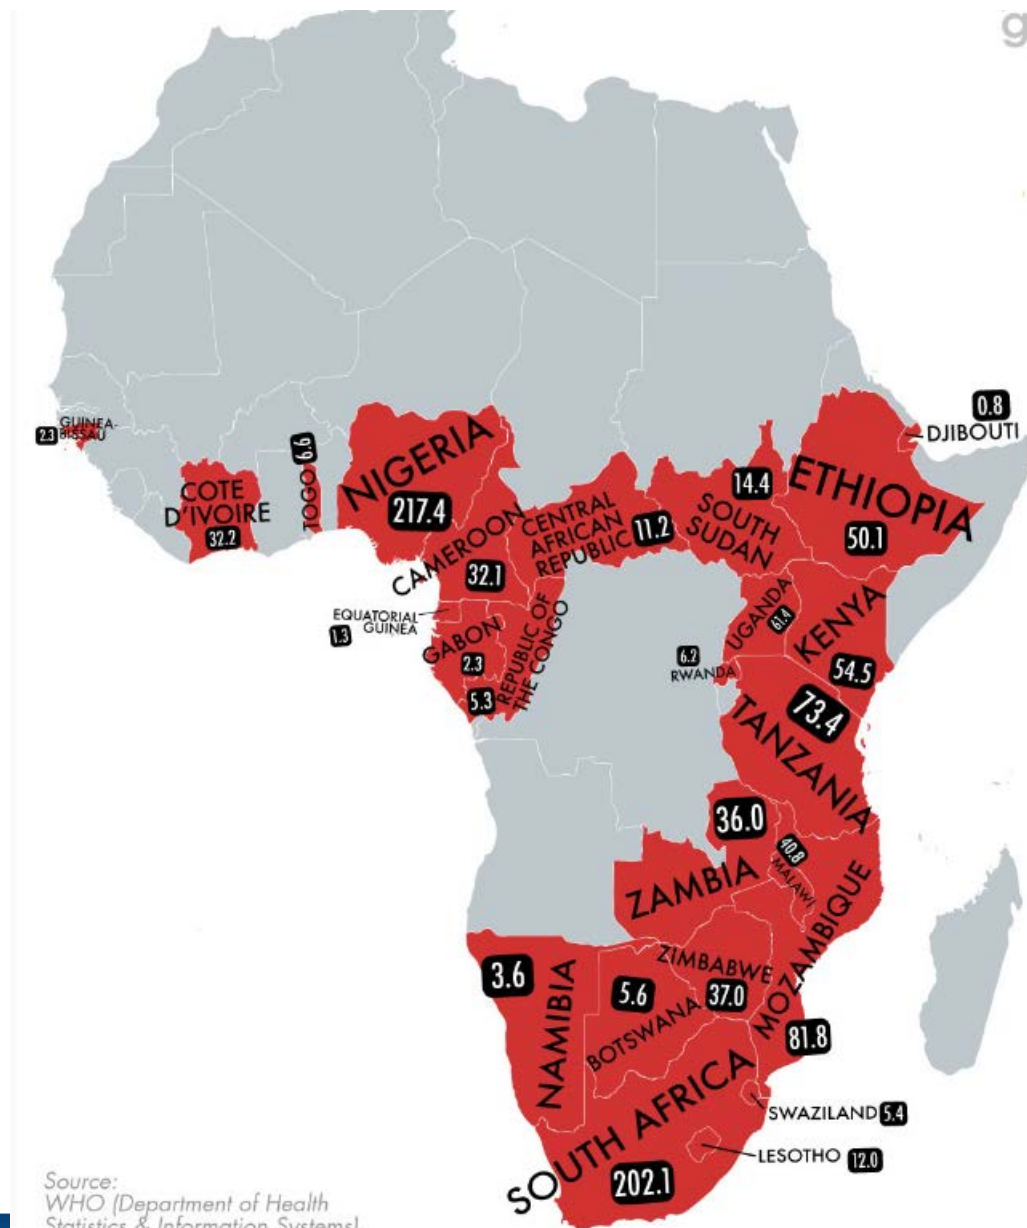 g
0.8
DJIBOUTI
GUINEA-
2.3
BISSAU
6.6
TOGO
NIGERIA
217.4
COTE
D'IVOIRE
32.2
CAMEROON
32.1
CENTRAL
AFRICAN
REPUBLIC
11.2
14.4
SOUTH
SUDAN
ETHIOPIA
50.1
EQUATORIAL
GUINEA
1.3
GABON
2.3
REPUBLIC OF
THE CONGO
5.3
UGANDA
61.4
KENYA
54.5
6.2
RWANDA
73.4
TANZANIA
36.0
ZAMBIA
40.8
MALAWI
MOZAMBIQUE
81.8
3.6
NAMIBIA
5.6
BOTSWANA
ZIMBABWE
37.0
SOUTH AFRICA
202.1
SWAZILAND 5.4
LESOTHO 12.0
Source:
WHO (Department of Health
Statistics & Information Systems)